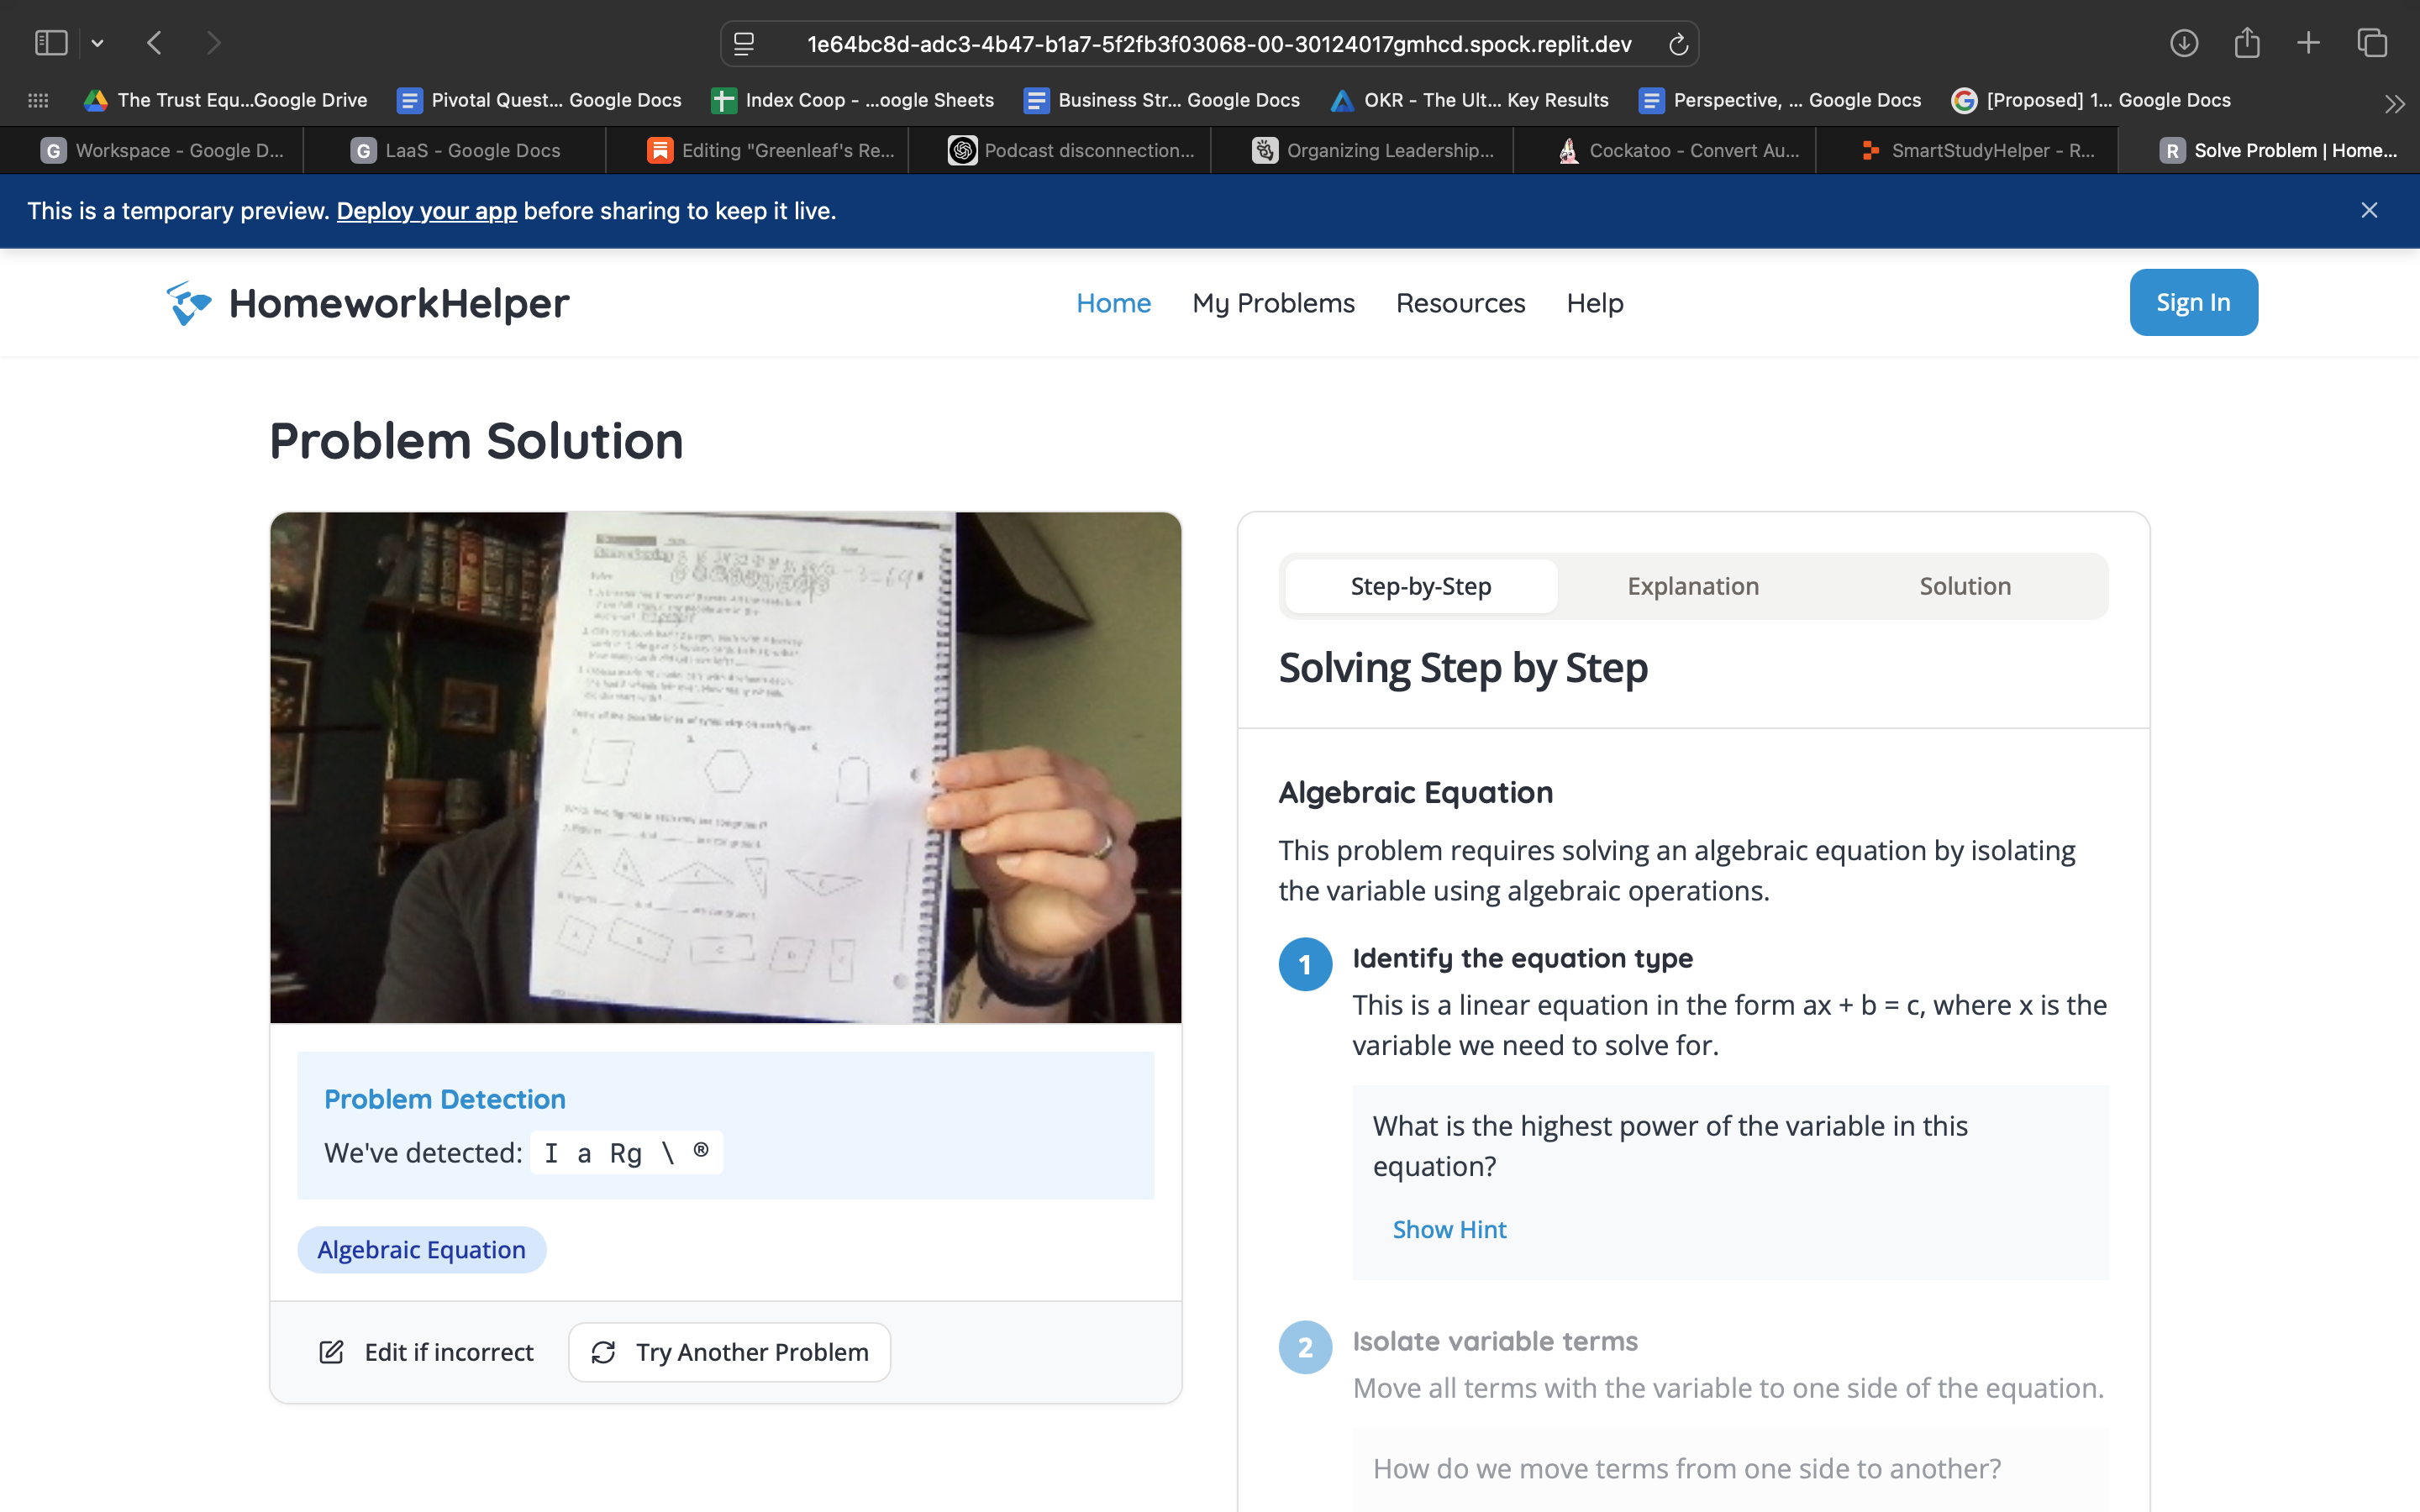 1e64bc8d-adc3-4b47-b1a7-5f2fb3f03068-00-30124017gmhcd.spock.replit.dev
The Trust Equ...Google Drive
Pivotal Quest... Google Docs
Index Coop - ...oogle Sheets
Business Str... Google Docs
OKR - The Ult... Key Results
Perspective, ... Google Docs
[Proposed] 1... Google Docs
G Workspace - Google D...
G LaaS - Google Docs
Editing "Greenleaf's Re...
Podcast disconnection...
Organizing Leadership...
Cockatoo - Convert Au...
SmartStudyHelper - R...
R Solve Problem | Home...
This is a temporary preview. Deploy your app before sharing to keep it live.
HomeworkHelper
Home
My Problems
Resources
Help
Sign In
Problem Solution
Problem Detection
We've detected: I a Rg \ ®
Algebraic Equation
Edit if incorrect
Try Another Problem
Step-by-Step
Explanation
Solution
Solving Step by Step
Algebraic Equation
This problem requires solving an algebraic equation by isolating
the variable using algebraic operations.
1 Identify the equation type
This is a linear equation in the form ax + b = c, where x is the
variable we need to solve for.
What is the highest power of the variable in this
equation?
Show Hint
2 Isolate variable terms
Move all terms with the variable to one side of the equation.
How do we move terms from one side to another?